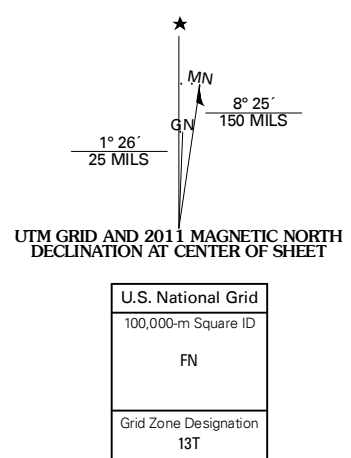 ★
MN
GN
8° 25´
150 MILS
1° 26´
25 MILS
UTM GRID AND 2011 MAGNETIC NORTH
DECLINATION AT CENTER OF SHEET
U.S. National Grid
100,000-m Square ID
FN
Grid Zone Designation
13T